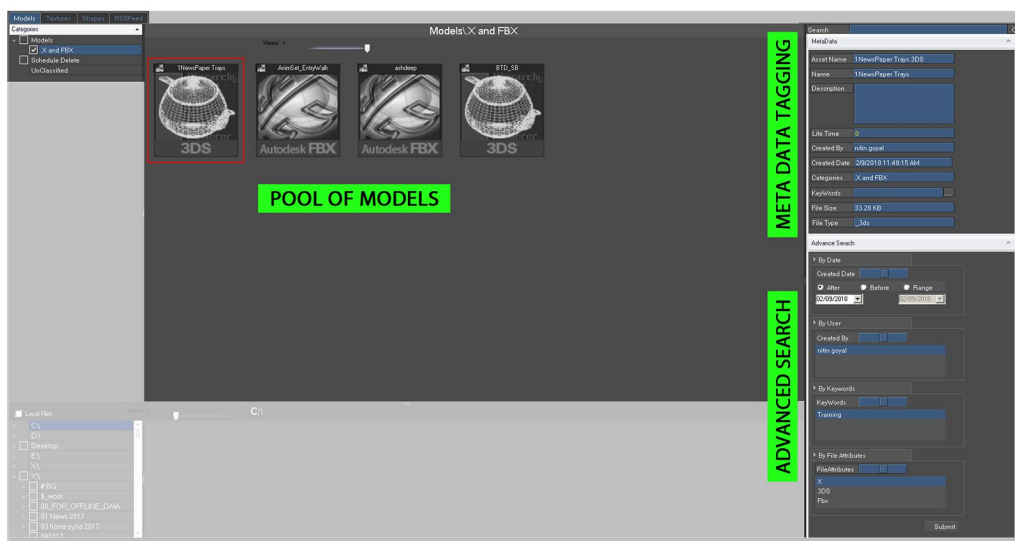 Models Textures Shapes RSSFeed
Categories
Models
.X and FBX
Schedule Delete
UnClassified
Models\.X and FBX
Views
1NewsPaper Trays
3DS
AnimSet_EntryWalk
Autodesk FBX
ashdeep
Autodesk FBX
BTD_SB
3DS
POOL OF MODELS
META DATA TAGGING
ADVANCED SEARCH
Search
MetaData
Asset Name 1NewsPaper Trays.3DS
Name 1NewsPaper Trays
Description
Life Time 0
Created By nitin.goyal
Created Date 2/9/2018 11:49:15 AM
Categories .X and FBX
KeyWords ...
File Size 33.28 KB
File Type _3ds
Advance Serach
By Date
Created Date
After Before Range
02/09/2018 02/09/2018
By User
Created By
nitin.goyal
By Keywords
KeyWords
Training
By File Attributes
FileAttributes
X
3DS
Fbx
Submit
Local Files
C:\
C:\
D:\
Desktop
E:\
X:\
Y:\
# BG
$_work
00_FOR_OFFLINE_DAIA
01 News 2017
03 hona syria 2017